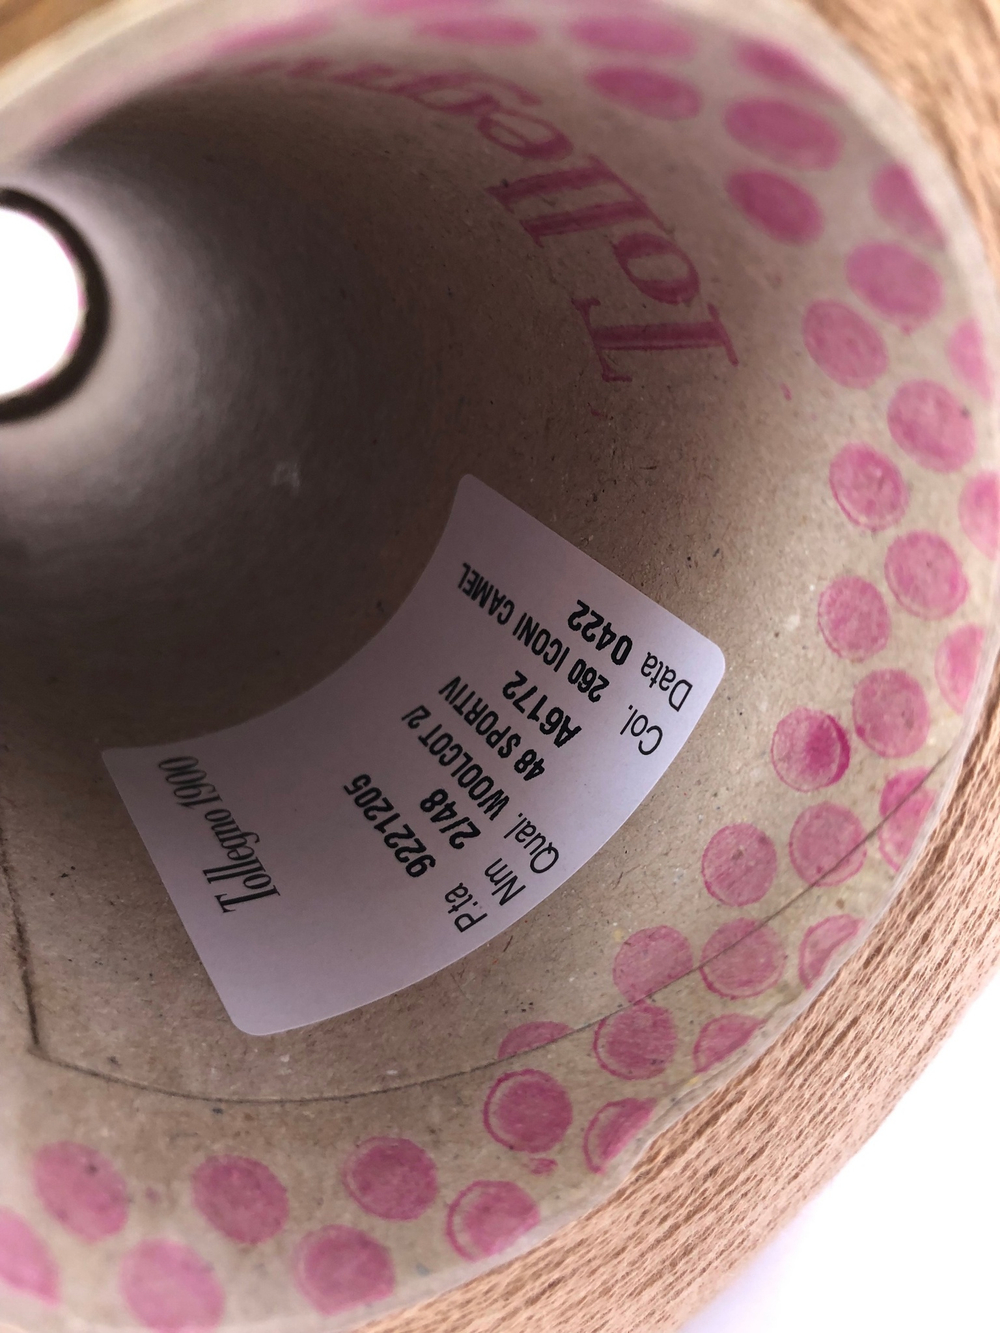 Tollegn
Tollegno 1900
P.ta 9221205
Nm 2/48
Qual. WOOLCOT 2/
48 SPORTIV
A6172
Col. 260 ICONI CAMEL
Data 0422